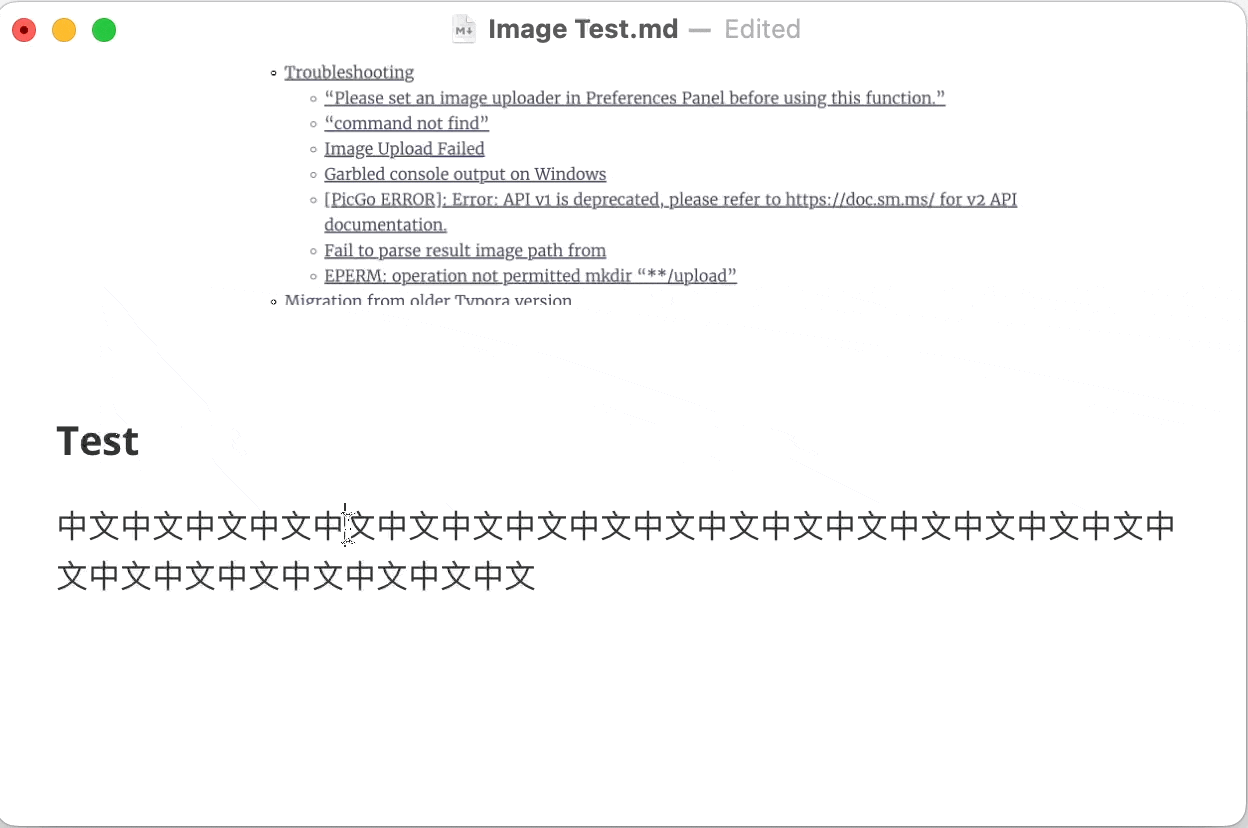 Image Test.md — Edited
Troubleshooting
“Please set an image uploader in Preferences Panel before using this function.”
“command not find”
Image Upload Failed
Garbled console output on Windows
[PicGo ERROR]: Error: API v1 is deprecated, please refer to https://doc.sm.ms/ for v2 API
documentation.
Fail to parse result image path from
EPERM: operation not permitted mkdir “**/upload”
Migration from older Typora version
Test
中文中文中文中文中文中文中文中文中文中文中文中文中文中文中文中文中文中
文中文中文中文中文中文中文中文